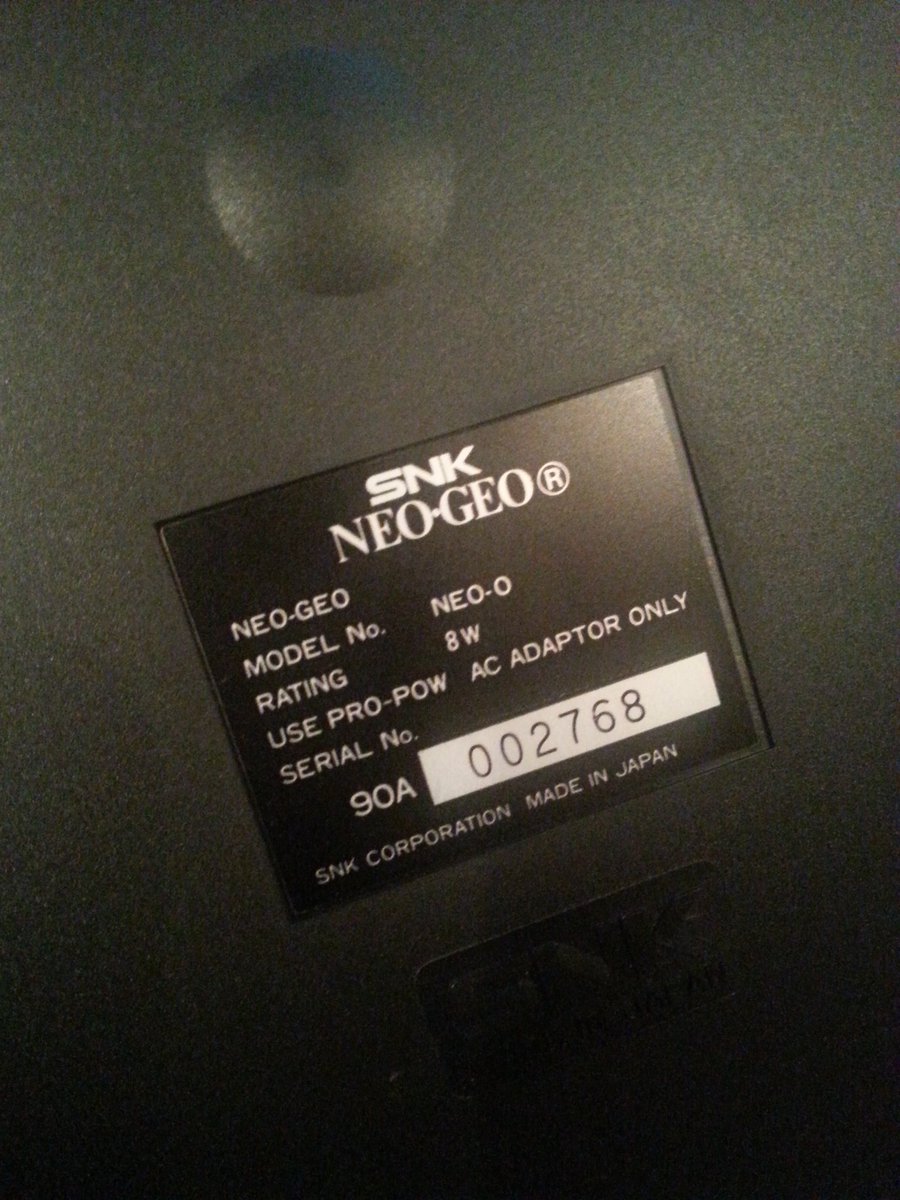 SNK
NEO•GEO®
NEO-GEO
MODEL No. NEO-O
RATING 8W
USE PRO-POW AC ADAPTOR ONLY
SERIAL No.
90A 002768
SNK CORPORATION MADE IN JAPAN